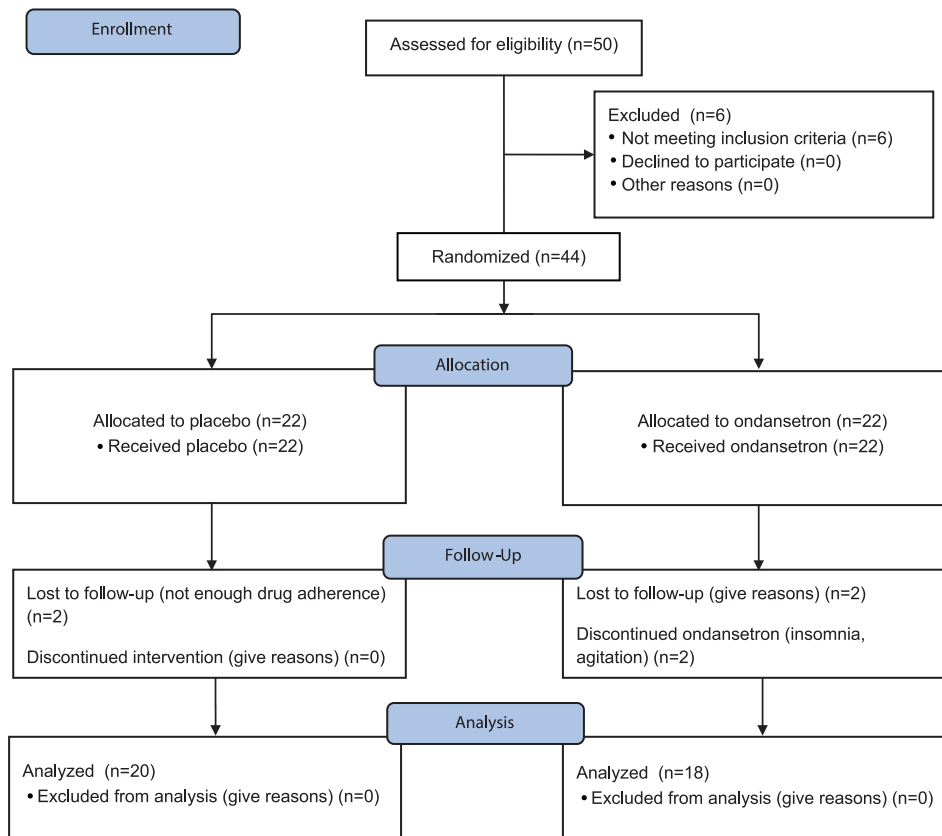 Enrollment
Assessed for eligibility (n=50)
Excluded (n=6)
• Not meeting inclusion criteria (n=6)
• Declined to participate (n=0)
• Other reasons (n=0)
Randomized (n=44)
Allocation
Allocated to placebo (n=22)
• Received placebo (n=22)
Allocated to ondansetron (n=22)
• Received ondansetron (n=22)
Follow-Up
Lost to follow-up (not enough drug adherence)
(n=2)
Discontinued intervention (give reasons) (n=0)
Lost to follow-up (give reasons) (n=2)
Discontinued ondansetron (insomnia,
agitation) (n=2)
Analysis
Analyzed (n=20)
• Excluded from analysis (give reasons) (n=0)
Analyzed (n=18)
• Excluded from analysis (give reasons) (n=0)